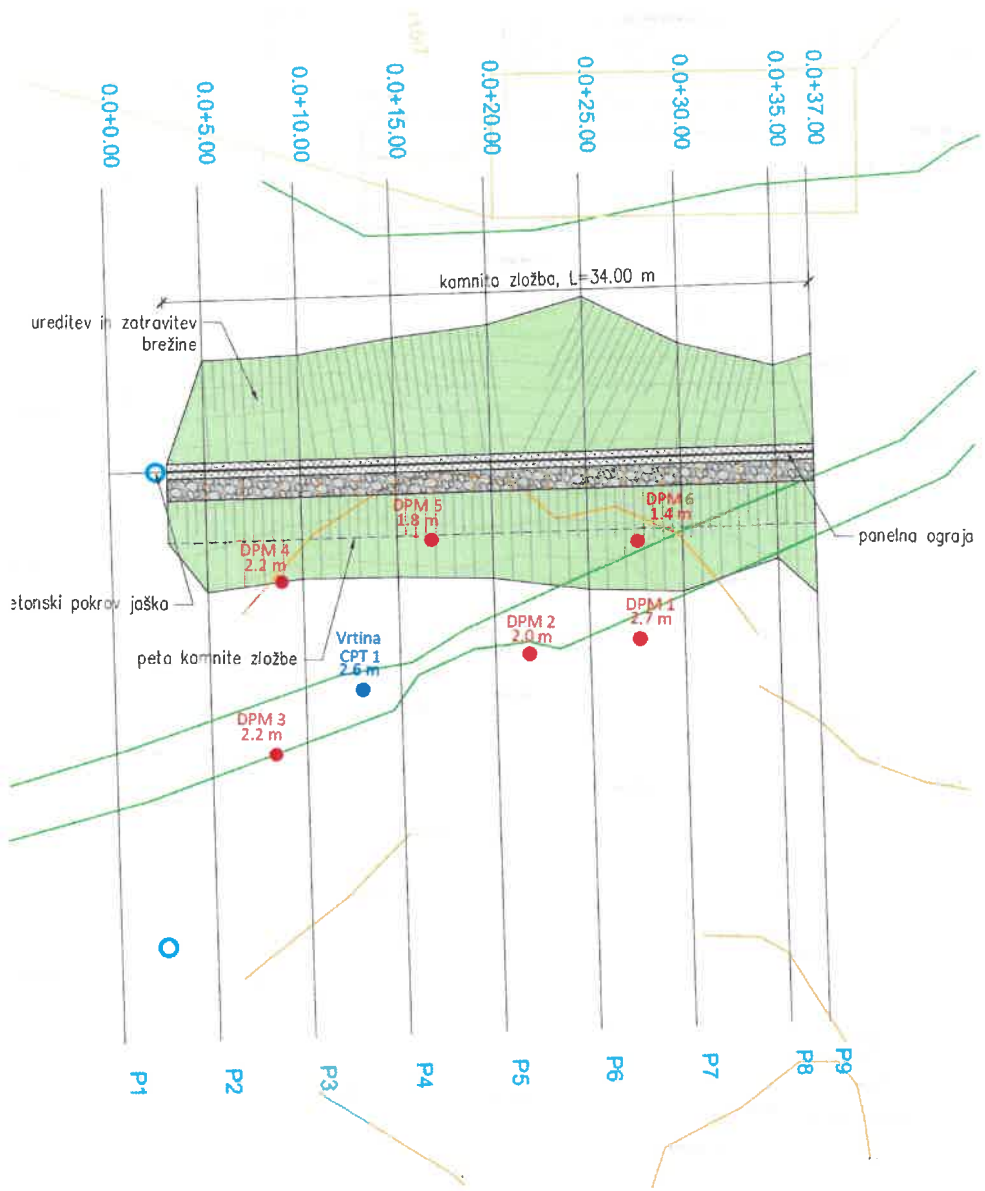 0.0+0.00
0.0+5.00
0.0+10.00
0.0+15.00
0.0+20.00
0.0+25.00
0.0+30.00
0.0+35.00
0.0+37.00
kamnita zložba, L=34.00 m
ureditev in zatravitev
brežine
DPM 5
1.8 m
DPM 6
1.4 m
panelna ograja
DPM 4
2.2 m
etonski pokrov jaška
DPM 2
2.0 m
DPM 1
2.7 m
Vrtina
CPT 1
2.6 m
peta kamnite zložbe
DPM 3
2.2 m
P1
P2
P3
P4
P5
P6
P7
P8
P9